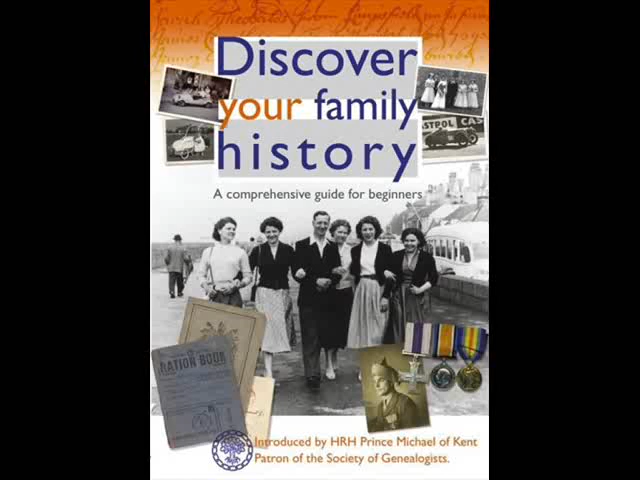 Discover
your family
history
A comprehensive guide for beginners
RATION BOOK
Introduced by HRH Prince Michael of Kent
Patron of the Society of Genealogists.